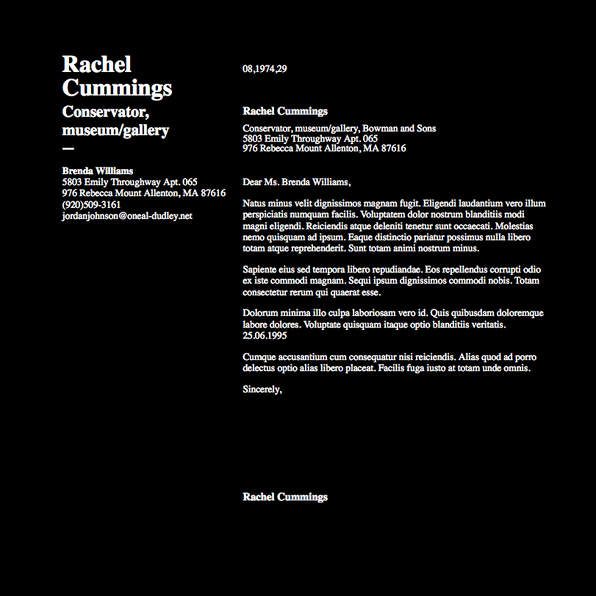 Rachel
Cummings
Conservator,
museum/gallery
—
Brenda Williams
5803 Emily Throughway Apt. 065
976 Rebecca Mount Allenton, MA 87616
(920)509-3161
jordanjohnson@oneal-dudley.net
08,1974,29
Rachel Cummings
Conservator, museum/gallery, Bowman and Sons
5803 Emily Throughway Apt. 065
976 Rebecca Mount Allenton, MA 87616
Dear Ms. Brenda Williams,
Natus minus velit dignissimos magnam fugit. Eligendi laudantium vero illum
perspiciatis numquam facilis. Voluptatem dolor nostrum blanditiis modi
magni eligendi. Reiciendis atque deleniti tenetur sunt occaecati. Molestias
nemo quisquam ad ipsum. Eaque distinctio pariatur possimus nulla libero
totam atque reprehenderit. Sunt totam animi nostrum minus.
Sapiente eius sed tempora libero repudiandae. Eos repellendus corrupti odio
ex iste commodi magnam. Sequi ipsum dignissimos commodi nobis. Totam
consectetur rerum qui quaerat esse.
Dolorum minima illo culpa laboriosam vero id. Quis quibusdam doloremque
labore dolores. Voluptate quisquam itaque optio blanditiis veritatis.
25.06.1995
Cumque accusantium cum consequatur nisi reiciendis. Alias quod ad porro
delectus optio alias libero placeat. Facilis fuga iusto at totam unde omnis.
Sincerely,
Rachel Cummings